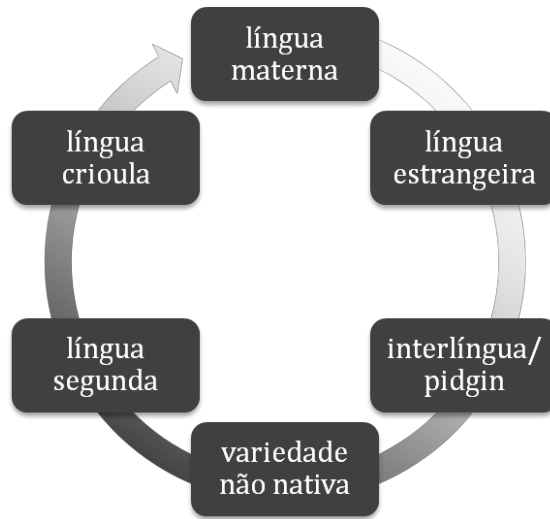 língua
materna
língua
estrangeira
interlíngua/
pidgin
variedade
não nativa
língua
segunda
língua
crioula